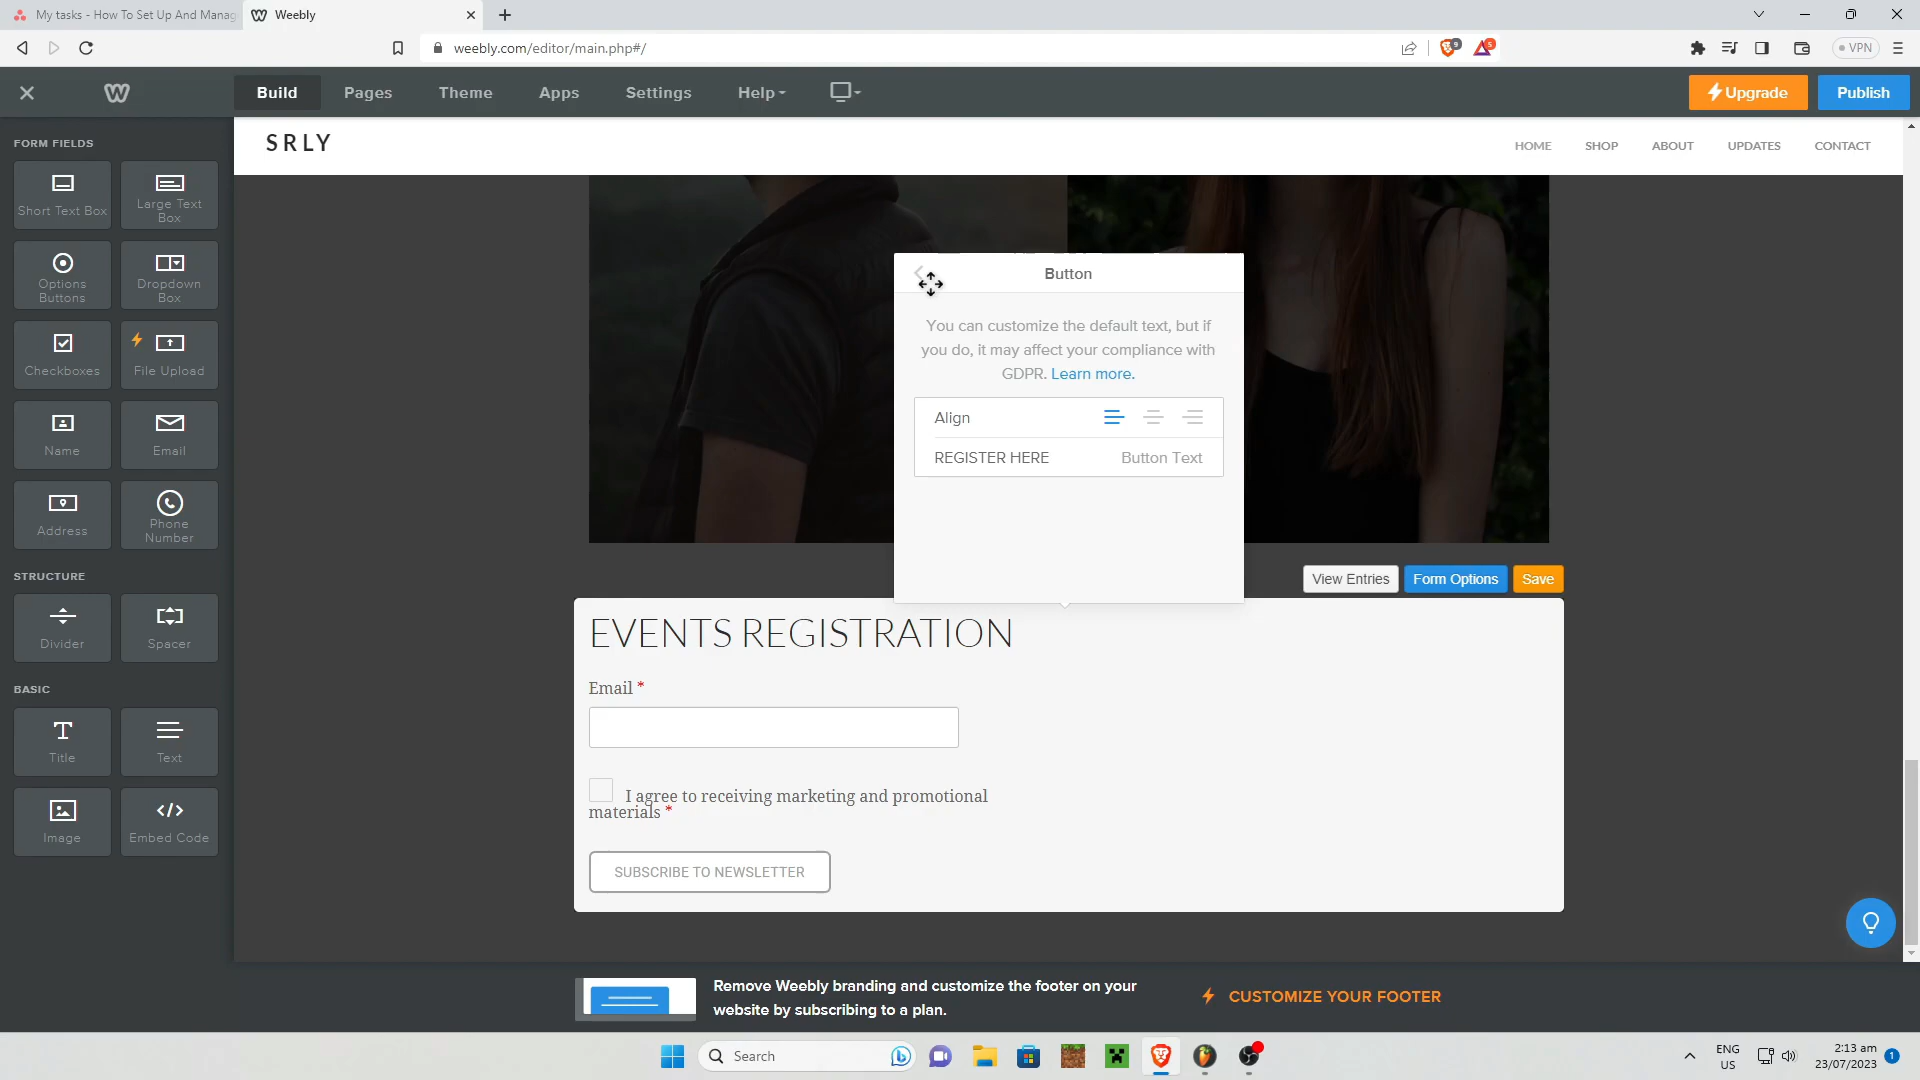 My tasks - How To Set Up And Manag
Weebly
weebly.com/editor/main.php#/
9
5
VPN
Build
Pages
Theme
Apps
Settings
Help
Upgrade
Publish
FORM FIELDS
Short Text Box
Large Text
Box
Options
Buttons
Dropdown
Box
Checkboxes
File Upload
Name
Email
Address
Phone
Number
STRUCTURE
Divider
Spacer
BASIC
Title
Text
Image
Embed Code
SRLY
HOME
SHOP
ABOUT
UPDATES
CONTACT
Button
You can customize the default text, but if
you do, it may affect your compliance with
GDPR. Learn more.
Align
REGISTER HERE
Button Text
View Entries
Form Options
Save
EVENTS REGISTRATION
Email *
I agree to receiving marketing and promotional
materials *
SUBSCRIBE TO NEWSLETTER
Remove Weebly branding and customize the footer on your
website by subscribing to a plan.
CUSTOMIZE YOUR FOOTER
Search
ENG
US
2:13 am
23/07/2023
1